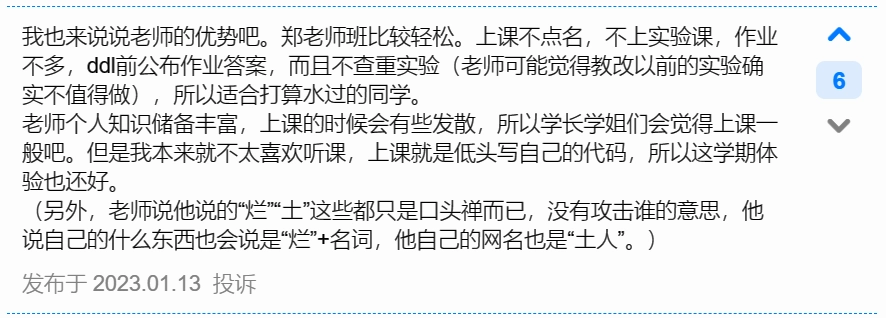 我也来说说老师的优势吧。郑老师班比较轻松。上课不点名，不上实验课，作业
不多，ddl前公布作业答案，而且不查重实验（老师可能觉得教改以前的实验确
实不值得做），所以适合打算水过的同学。
老师个人知识储备丰富，上课的时候会有些发散，所以学长学姐们会觉得上课一
般吧。但是我本来就不太喜欢听课，上课就是低头写自己的代码，所以这学期体
验也还好。
（另外，老师说他说的“烂”“土”这些都只是口头禅而已，没有攻击谁的意思，他
说自己的什么东西也会说是“烂”+名词，他自己的网名也是“土人”。）
发布于 2023.01.13 投诉
6